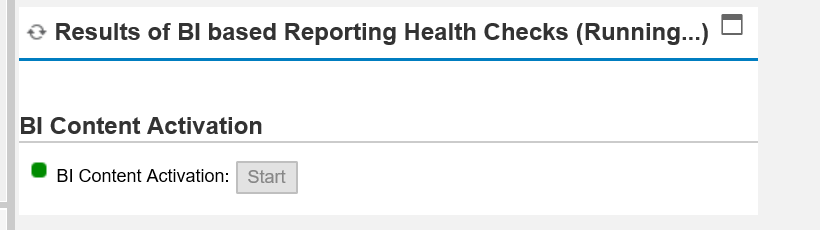 Results of BI based Reporting Health Checks (Running...)
BI Content Activation
BI Content Activation: Start